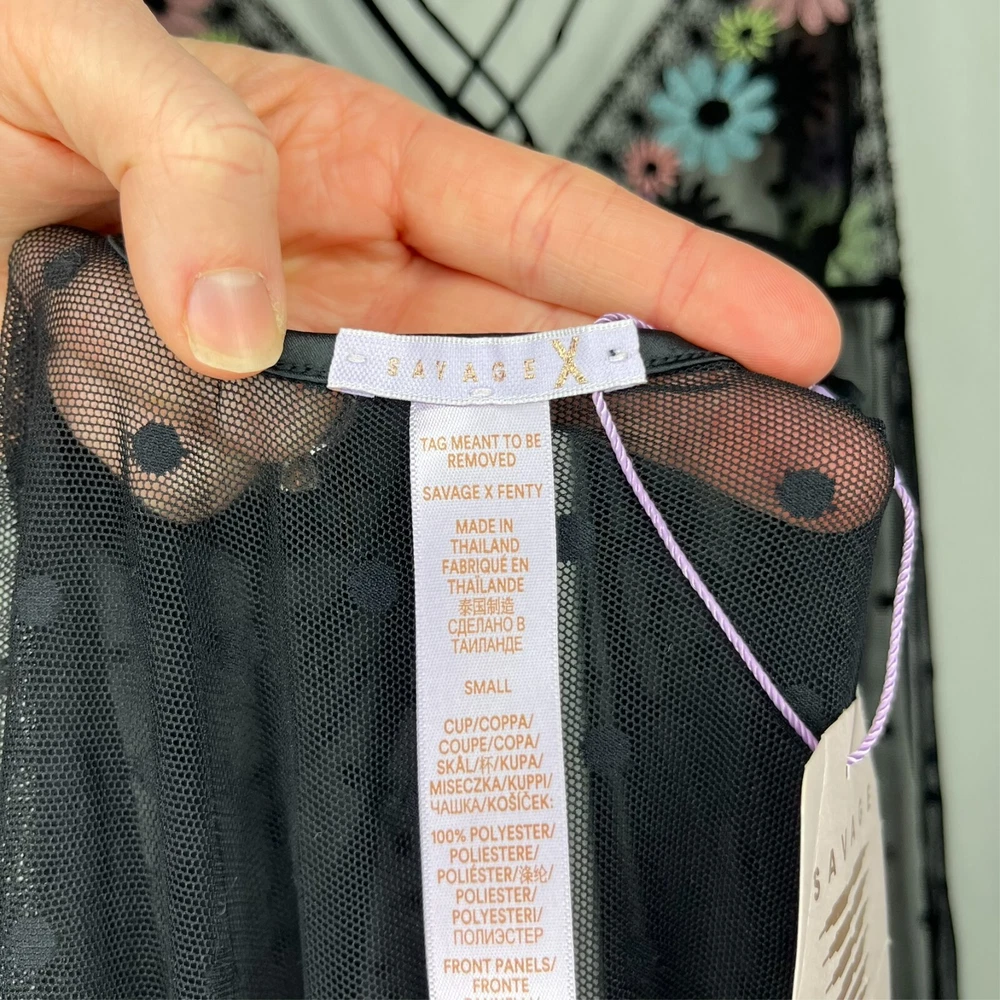 SAVAGE X
TAG MEANT TO BE
REMOVED
SAVAGE X FENTY
MADE IN
THAILAND
FABRIQUÉ EN
THAÏLANDE
泰国制造
СДЕЛАНО В
ТАИЛАНДЕ
SMALL
CUP/COPPA/
COUPE/COPA/
SKÅL/杯/KUPA/
MISECZKA/KUPPI/
ЧАШКА/KOŠÍČEK:
100% POLYESTER/
POLIESTERE/
POLIÉSTER/涤纶/
POLIESTER/
POLYESTERI/
ПОЛИЭСТЕР
FRONT PANELS/
FRONTE
SAVAGE